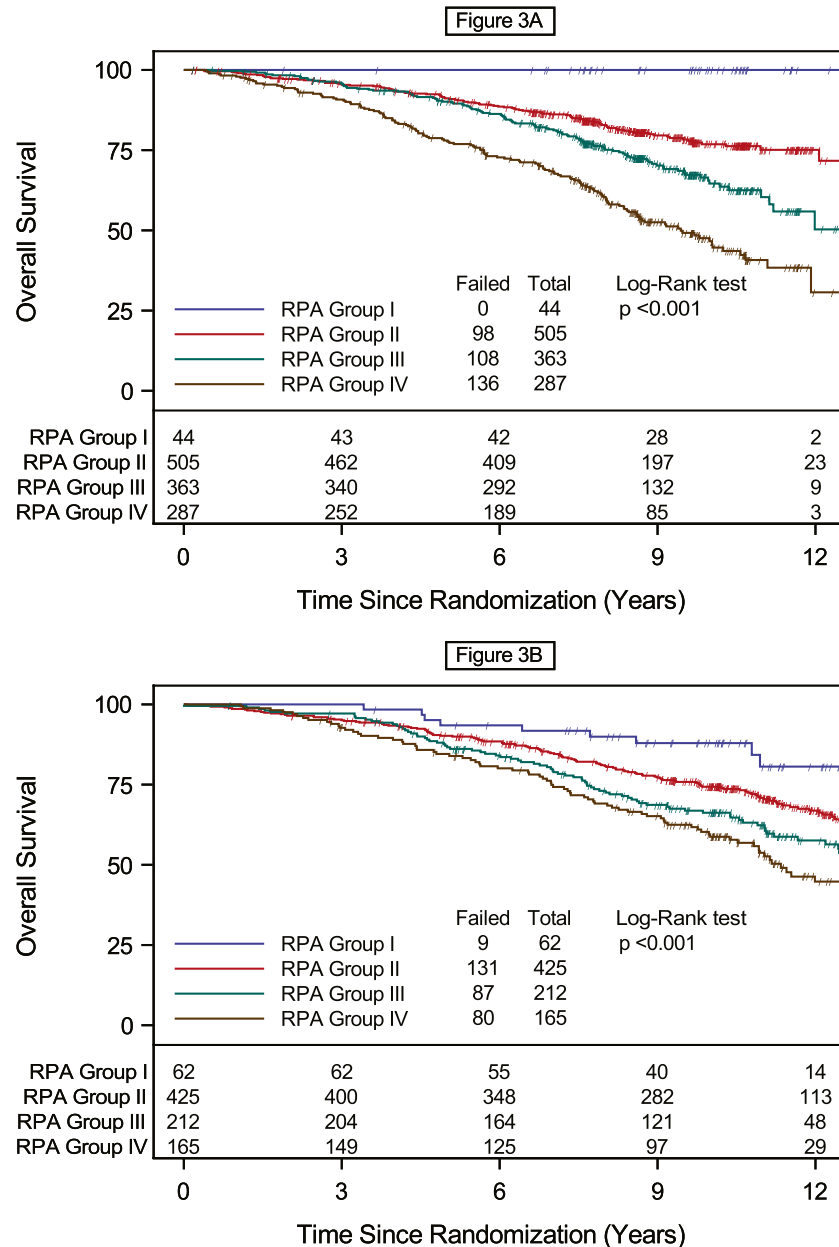 Figure 3A
Overall Survival
100
75
50
25
0
Failed Total Log-Rank test
RPA Group I 0 44 p <0.001
RPA Group II 98 505
RPA Group III 108 363
RPA Group IV 136 287
RPA Group I 44 43 42 28 2
RPA Group II 505 462 409 197 23
RPA Group III 363 340 292 132 9
RPA Group IV 287 252 189 85 3
0 3 6 9 12
Time Since Randomization (Years)
Figure 3B
Overall Survival
100
75
50
25
0
Failed Total Log-Rank test
RPA Group I 9 62 p <0.001
RPA Group II 131 425
RPA Group III 87 212
RPA Group IV 80 165
RPA Group I 62 62 55 40 14
RPA Group II 425 400 348 282 113
RPA Group III 212 204 164 121 48
RPA Group IV 165 149 125 97 29
0 3 6 9 12
Time Since Randomization (Years)